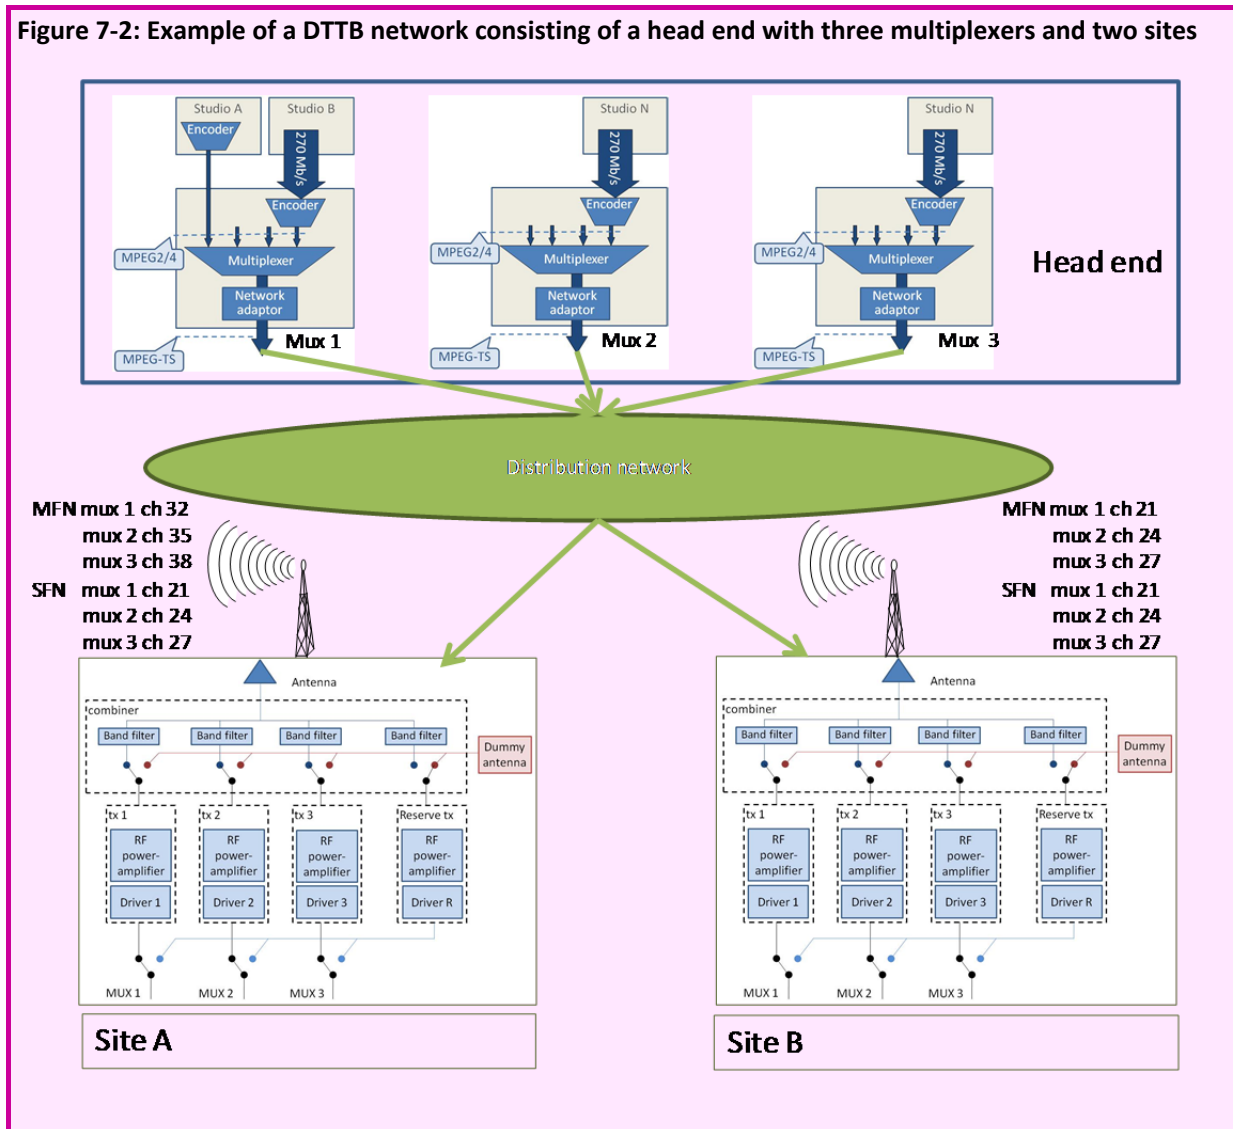 Figure 7-2: Example of a DTTB network consisting of a head end with three multiplexers and two sites
Studio A
Encoder
Studio B
270 Mb/s
Encoder
MPEG2/4
Multiplexer
Network
adaptor
MPEG-TS
Mux 1
Studio N
270 Mb/s
Encoder
MPEG2/4
Multiplexer
Network
adaptor
MPEG-TS
Mux 2
Studio N
270 Mb/s
Encoder
MPEG2/4
Multiplexer
Network
adaptor
MPEG-TS
Mux 3
Head end
Distribution network
MFN mux 1 ch 32
mux 2 ch 35
mux 3 ch 38
SFN mux 1 ch 21
mux 2 ch 24
mux 3 ch 27
MFN mux 1 ch 21
mux 2 ch 24
mux 3 ch 27
SFN mux 1 ch 21
mux 2 ch 24
mux 3 ch 27
Antenna
combiner
Band filter
Band filter
Band filter
Band filter
Dummy
antenna
tx 1
RF
power-
amplifier
Driver 1
tx 2
RF
power-
amplifier
Driver 2
tx 3
RF
power-
amplifier
Driver 3
Reserve tx
RF
power-
amplifier
Driver R
MUX 1
MUX 2
MUX 3
Site A
Antenna
combiner
Band filter
Band filter
Band filter
Band filter
Dummy
antenna
tx 1
RF
power-
amplifier
Driver 1
tx 2
RF
power-
amplifier
Driver 2
tx 3
RF
power-
amplifier
Driver 3
Reserve tx
RF
power-
amplifier
Driver R
MUX 1
MUX 2
MUX 3
Site B